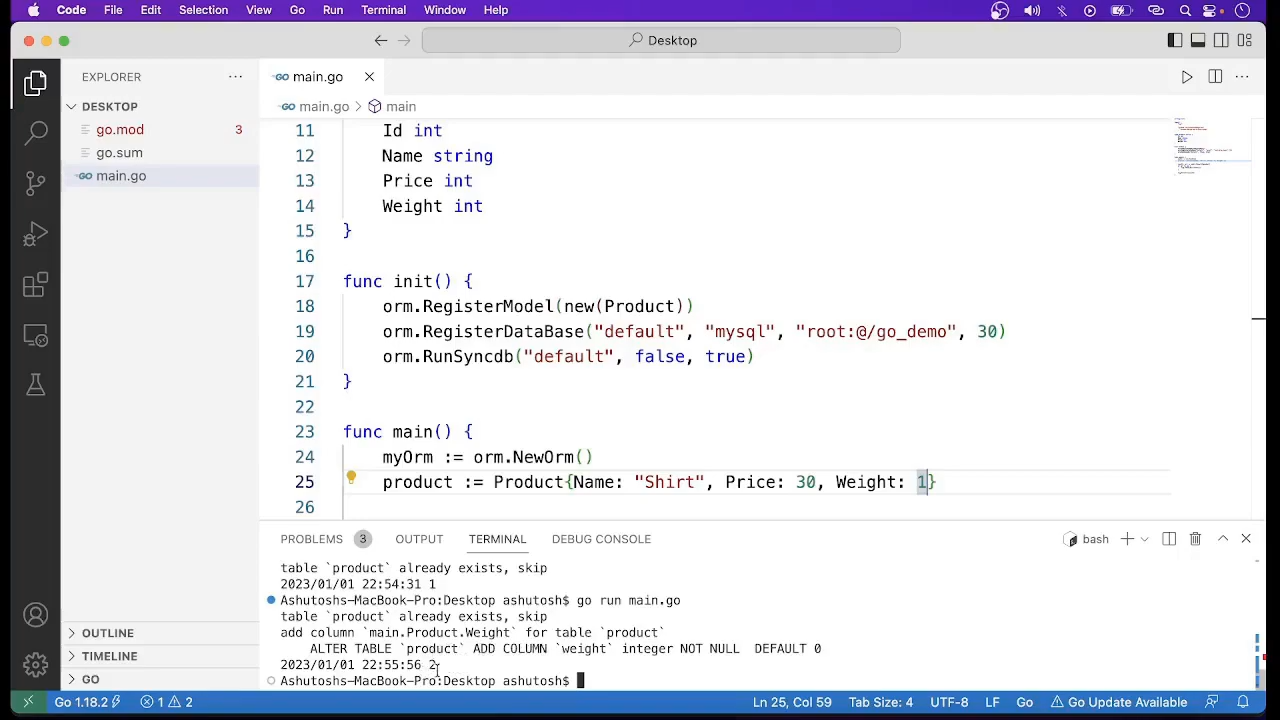 Code File Edit Selection View Go Run Terminal Window Help
Desktop
EXPLORER
main.go
DESKTOP
main.go > main
go.mod 3
go.sum
main.go
11 Id int
12 Name string
13 Price int
14 Weight int
15 }
16
17 func init() {
18 orm.RegisterModel(new(Product))
19 orm.RegisterDataBase("default", "mysql", "root:@/go_demo", 30)
20 orm.RunSyncdb("default", false, true)
21 }
22
23 func main() {
24 myOrm := orm.NewOrm()
25 product := Product{Name: "Shirt", Price: 30, Weight: 1}
26
PROBLEMS 3 OUTPUT TERMINAL DEBUG CONSOLE bash
table `product` already exists, skip
2023/01/01 22:54:31 1
Ashutoshs-MacBook-Pro:Desktop ashutosh$ go run main.go
table `product` already exists, skip
add column `main.Product.Weight` for table `product`
ALTER TABLE `product` ADD COLUMN `weight` integer NOT NULL  DEFAULT 0
2023/01/01 22:55:56 2
Ashutoshs-MacBook-Pro:Desktop ashutosh$
OUTLINE
TIMELINE
GO
Go 1.18.2 1 2 Ln 25, Col 59 Tab Size: 4 UTF-8 LF Go Go Update Available